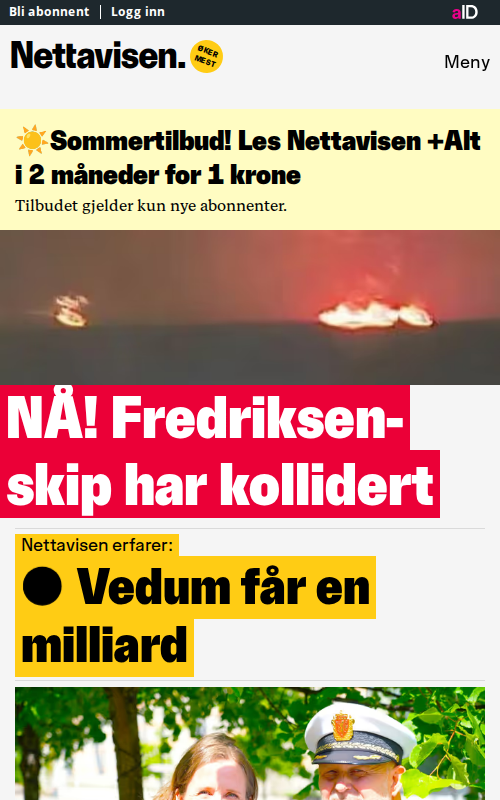 Bli abonnent | Logg inn
aID
Nettavisen.
ØKER
MEST
Meny
☀️Sommertilbud! Les Nettavisen +Alt
i 2 måneder for 1 krone
Tilbudet gjelder kun nye abonnenter.
NÅ! Fredriksen-
skip har kollidert
Nettavisen erfarer:
● Vedum får en
milliard